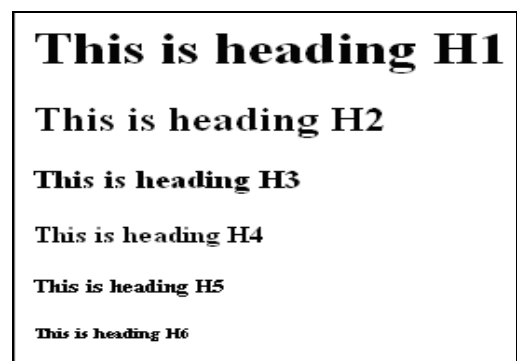 This is heading H1
This is heading H2
This is heading H3
This is heading H4
This is heading H5
This is heading H6